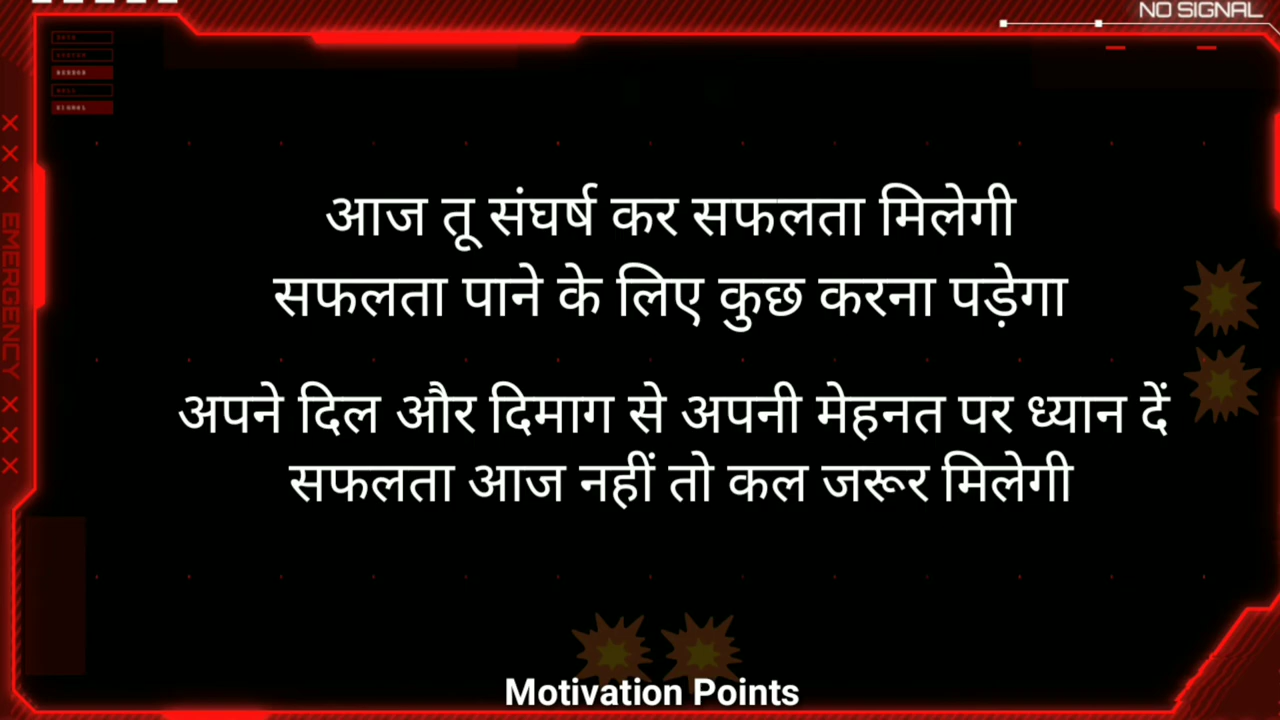 NO SIGNAL
SIGNAL
EMERGENCY
आज तू संघर्ष कर सफलता मिलेगी
सफलता पाने के लिए कुछ करना पड़ेगा
अपने दिल और दिमाग से अपनी मेहनत पर ध्यान दें
सफलता आज नहीं तो कल जरूर मिलेगी
Motivation Points